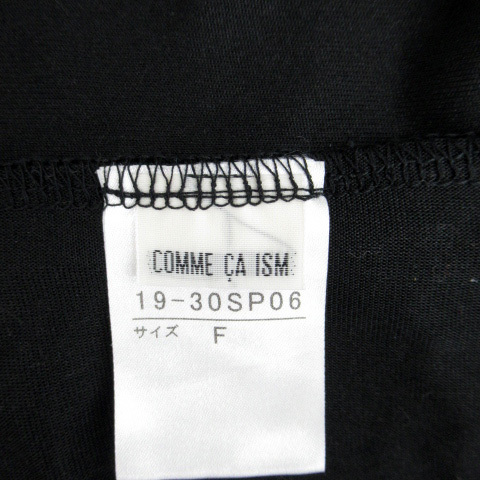 COMME ÇA ISM
19-30SP06
サイズ F